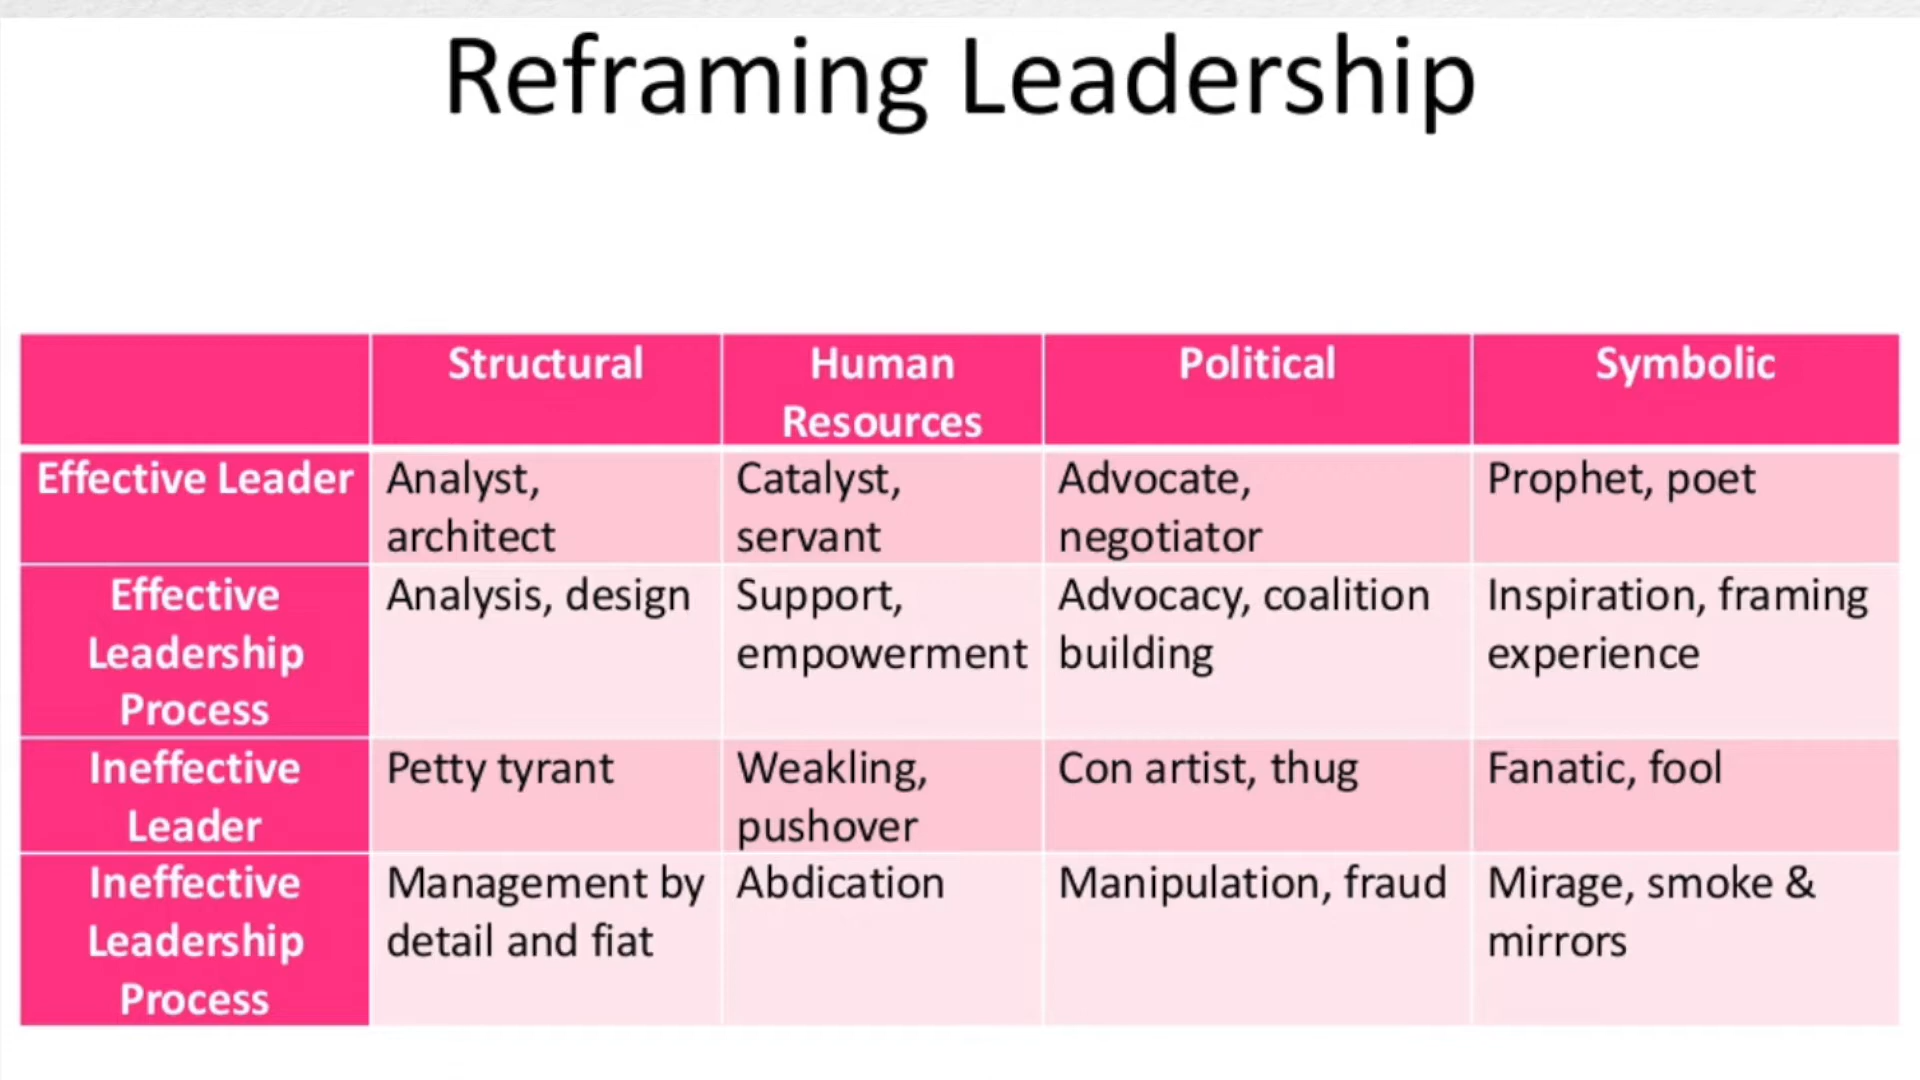 Reframing Leadership
Structural
Human
Resources
Political
Symbolic
Effective Leader
Analyst,
architect
Catalyst,
servant
Advocate,
negotiator
Prophet, poet
Effective
Leadership
Process
Analysis, design
Support,
empowerment
Advocacy, coalition
building
Inspiration, framing
experience
Ineffective
Leader
Petty tyrant
Weakling,
pushover
Con artist, thug
Fanatic, fool
Ineffective
Leadership
Process
Management by
detail and fiat
Abdication
Manipulation, fraud
Mirage, smoke &
mirrors